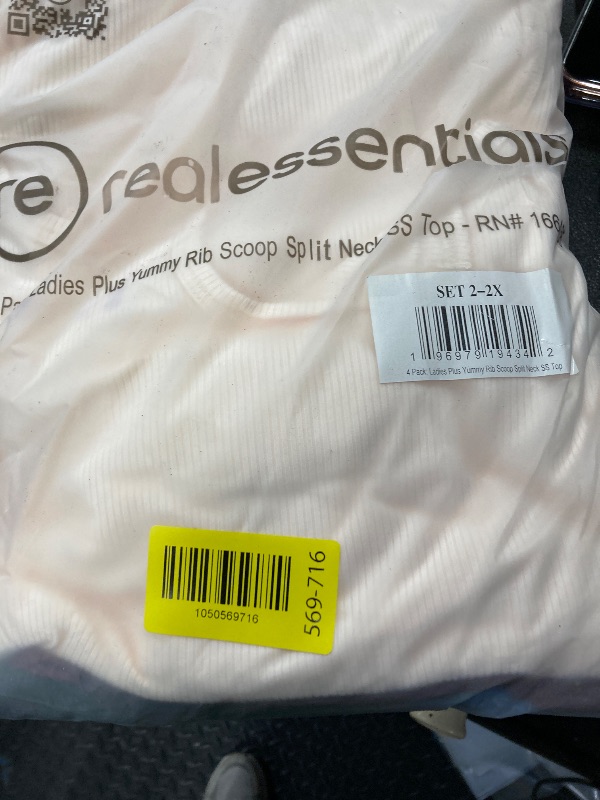 re realessentials
Ladies Plus Yummy Rib Scoop Split Neck SS Top - RN# 166
SET 2-2X
1 96979 19434 2
4 Pack: Ladies Plus Yummy Rib Scoop Split Neck SS Top
1050569716
569-716